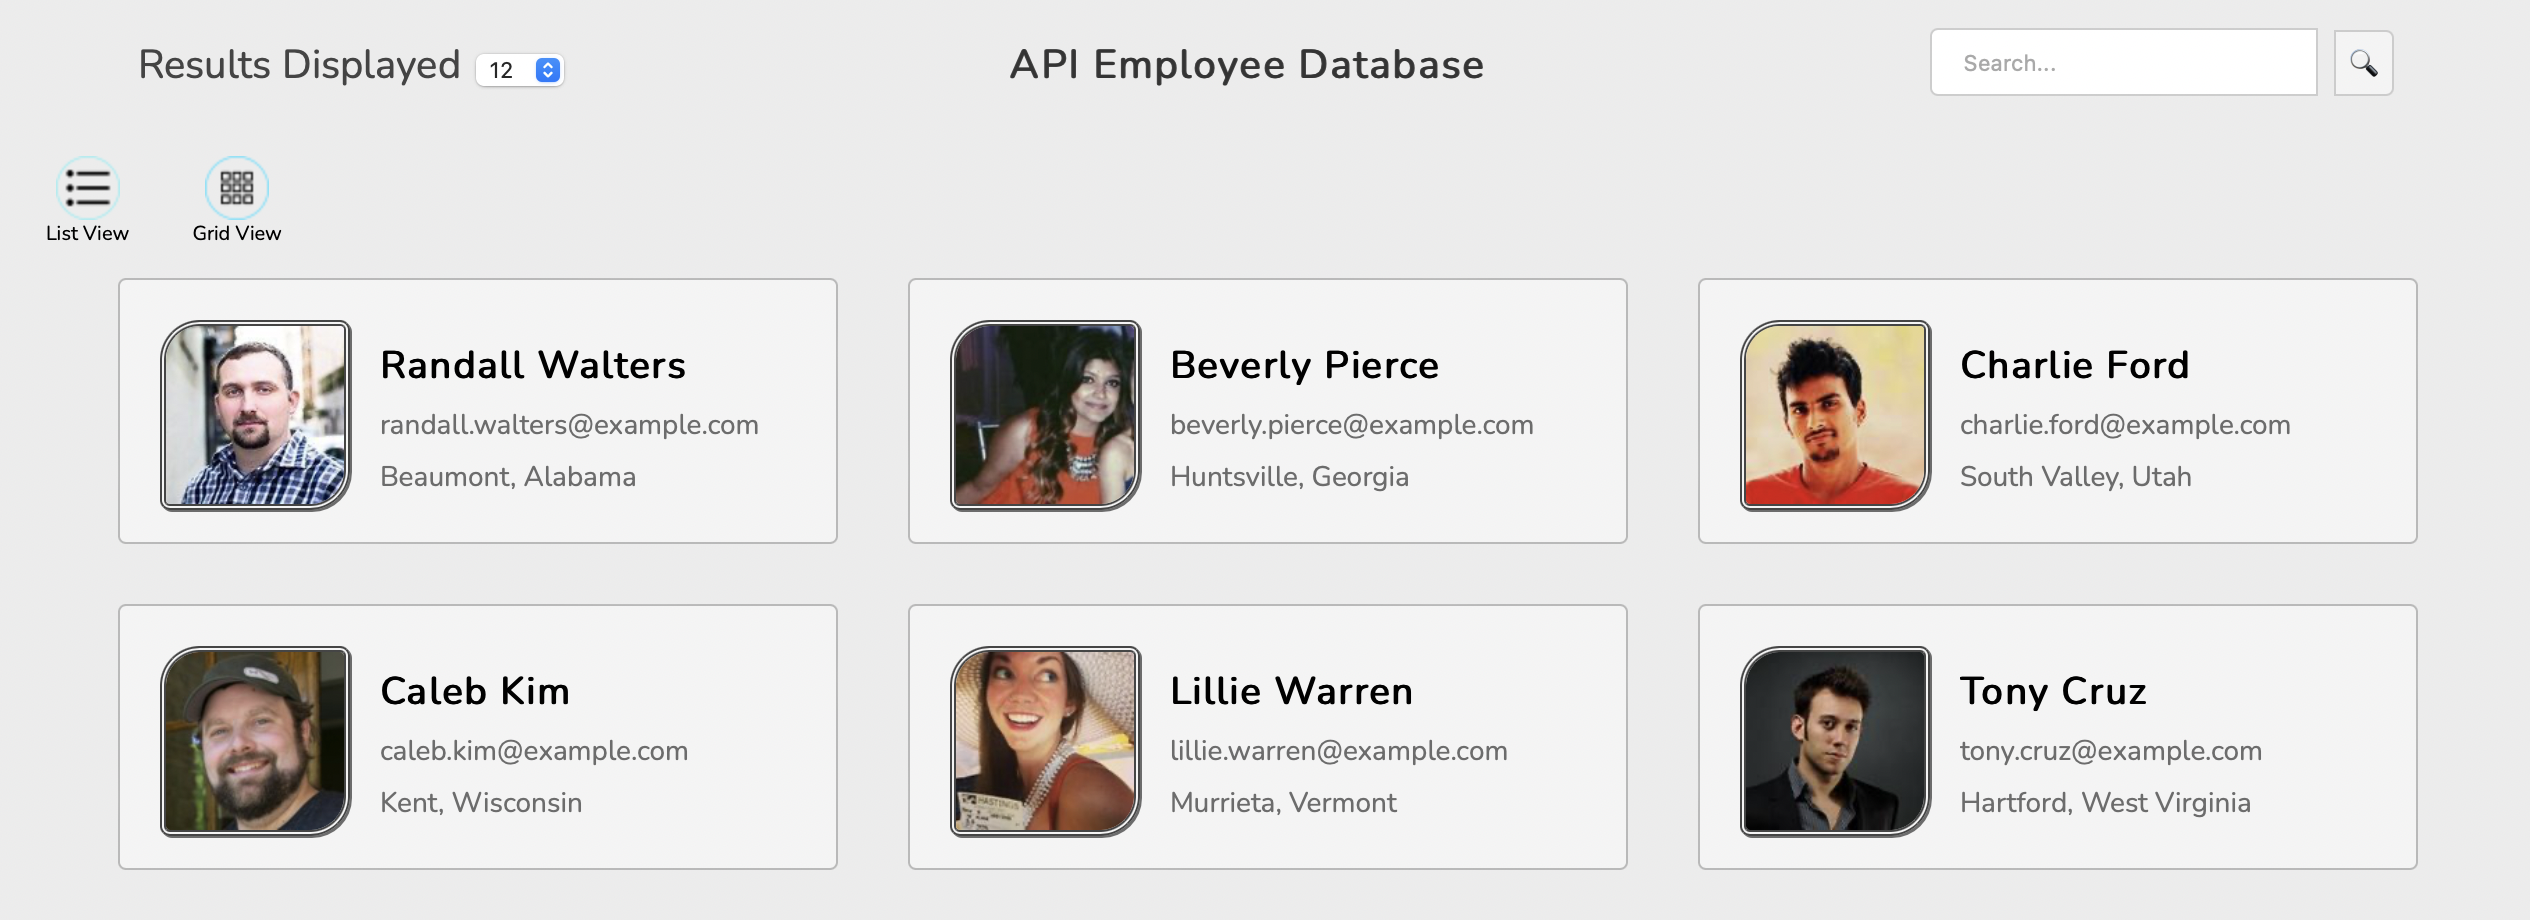 Results Displayed 12
API Employee Database
Search...
List View
Grid View
Randall Walters
randall.walters@example.com
Beaumont, Alabama
Beverly Pierce
beverly.pierce@example.com
Huntsville, Georgia
Charlie Ford
charlie.ford@example.com
South Valley, Utah
Caleb Kim
caleb.kim@example.com
Kent, Wisconsin
HASTINGS
Lillie Warren
lillie.warren@example.com
Murrieta, Vermont
Tony Cruz
tony.cruz@example.com
Hartford, West Virginia